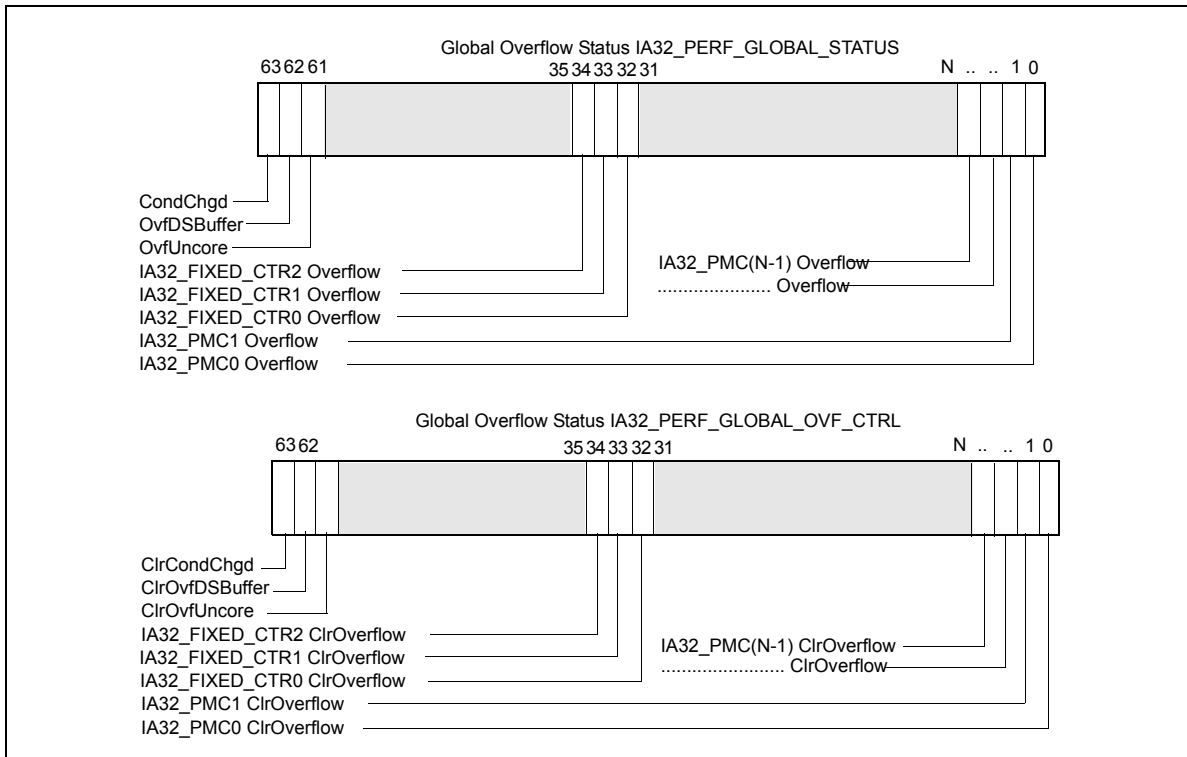 Global Overflow Status IA32_PERF_GLOBAL_STATUS
63 62 61 35 34 33 32 31 N .. .. 1 0
CondChgd
OvfDSBuffer
OvfUncore
IA32_FIXED_CTR2 Overflow
IA32_FIXED_CTR1 Overflow
IA32_FIXED_CTR0 Overflow
IA32_PMC1 Overflow
IA32_PMC0 Overflow
IA32_PMC(N-1) Overflow
...................... Overflow
Global Overflow Status IA32_PERF_GLOBAL_OVF_CTRL
63 62 35 34 33 32 31 N .. .. 1 0
ClrCondChgd
ClrOvfDSBuffer
ClrOvfUncore
IA32_FIXED_CTR2 ClrOverflow
IA32_FIXED_CTR1 ClrOverflow
IA32_FIXED_CTR0 ClrOverflow
IA32_PMC1 ClrOverflow
IA32_PMC0 ClrOverflow
IA32_PMC(N-1) ClrOverflow
........................ ClrOverflow